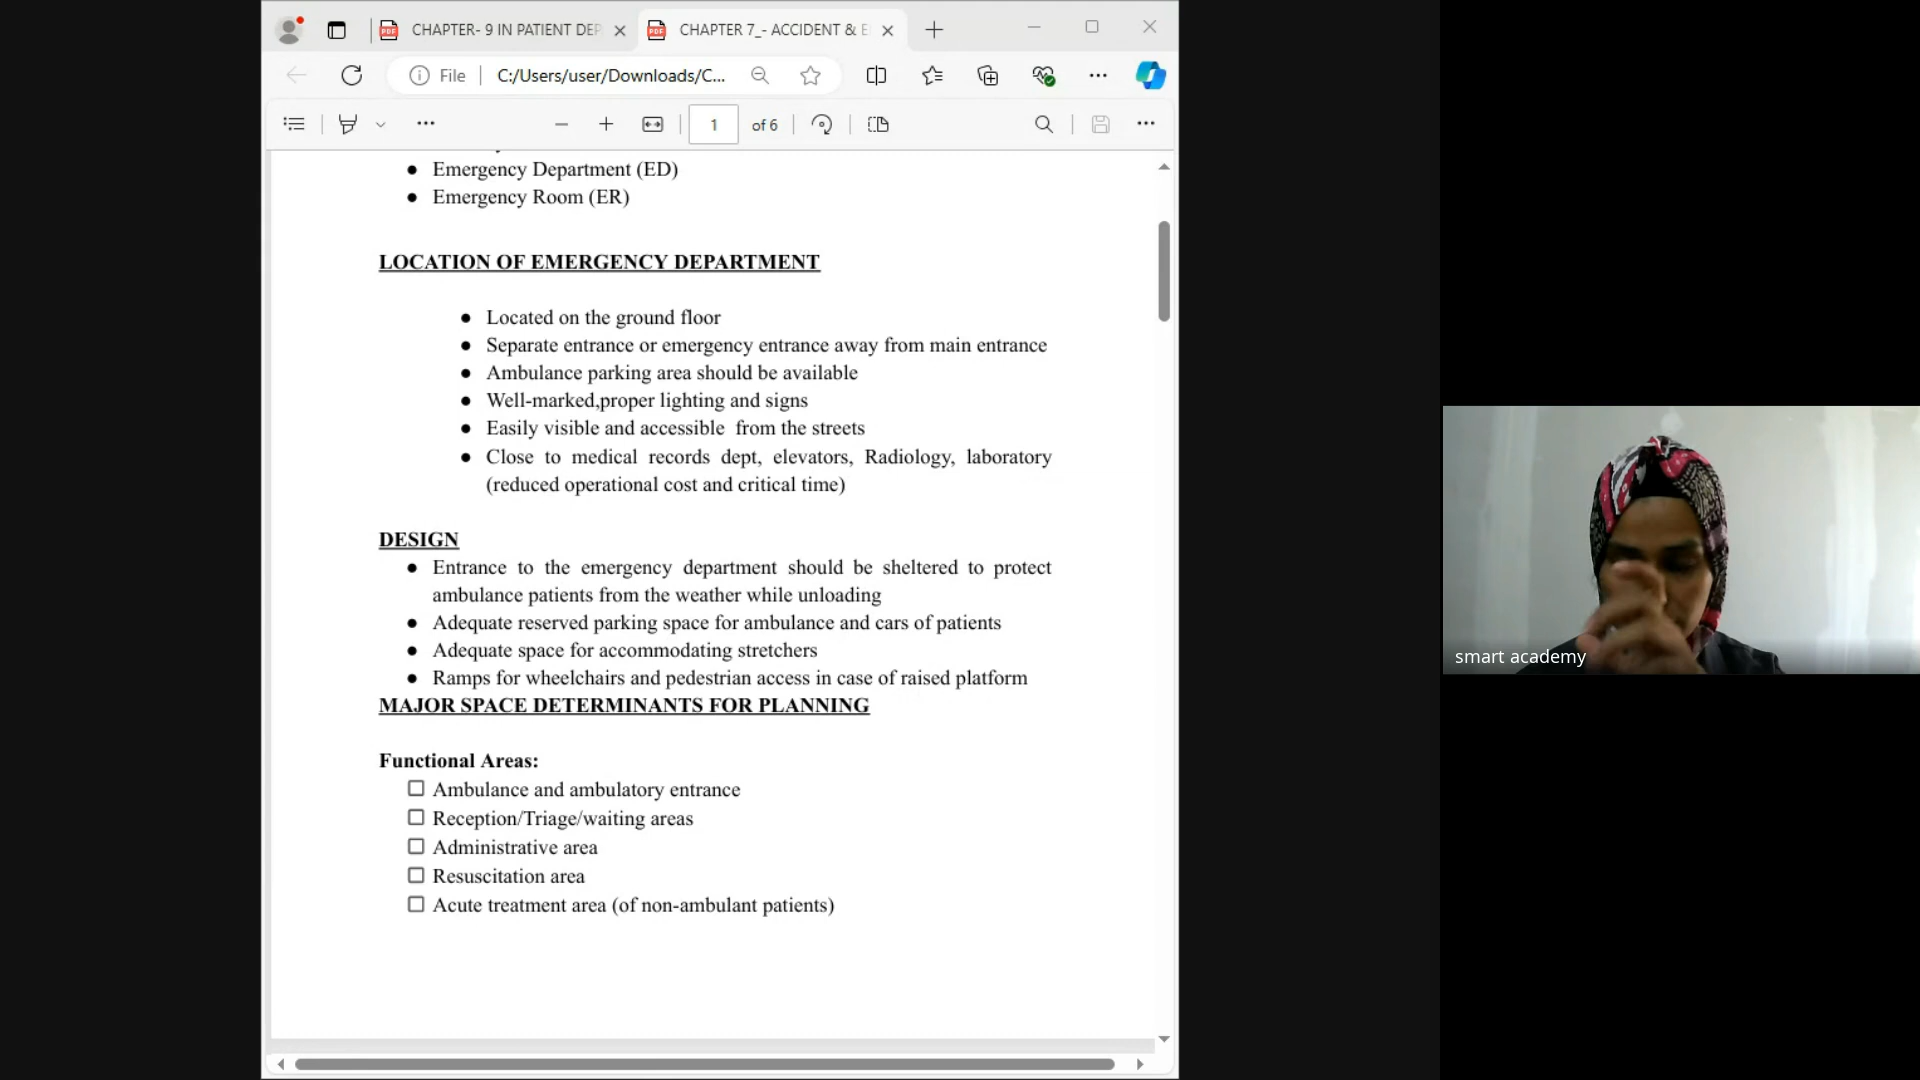 CHAPTER- 9 IN PATIENT DEP
CHAPTER 7_- ACCIDENT & E
File
C:/Users/user/Downloads/C...
1
of 6
Emergency Department (ED)
Emergency Room (ER)
LOCATION OF EMERGENCY DEPARTMENT
Located on the ground floor
Separate entrance or emergency entrance away from main entrance
Ambulance parking area should be available
Well-marked,proper lighting and signs
Easily visible and accessible from the streets
Close to medical records dept, elevators, Radiology, laboratory
(reduced operational cost and critical time)
DESIGN
Entrance to the emergency department should be sheltered to protect
ambulance patients from the weather while unloading
Adequate reserved parking space for ambulance and cars of patients
Adequate space for accommodating stretchers
Ramps for wheelchairs and pedestrian access in case of raised platform
MAJOR SPACE DETERMINANTS FOR PLANNING
Functional Areas:
Ambulance and ambulatory entrance
Reception/Triage/waiting areas
Administrative area
Resuscitation area
Acute treatment area (of non-ambulant patients)
smart academy